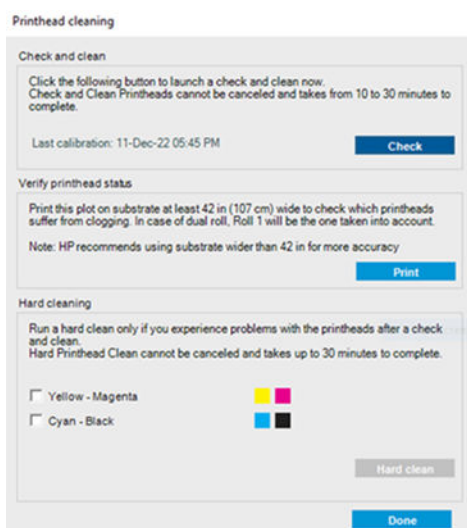 Printhead cleaning
Check and clean
Click the following button to launch a check and clean now.
Check and Clean Printheads cannot be canceled and takes from 10 to 30 minutes to
complete.
Last calibration: 11-Dec-22 05:45 PM
Check
Verify printhead status
Print this plot on substrate at least 42 in (107 cm) wide to check which printheads
suffer from clogging. In case of dual roll, Roll 1 will be the one taken into account.
Note: HP recommends using substrate wider than 42 in for more accuracy
Print
Hard cleaning
Run a hard clean only if you experience problems with the printheads after a check
and clean.
Hard Printhead Clean cannot be canceled and takes up to 30 minutes to complete.
Yellow - Magenta
Cyan - Black
Hard clean
Done